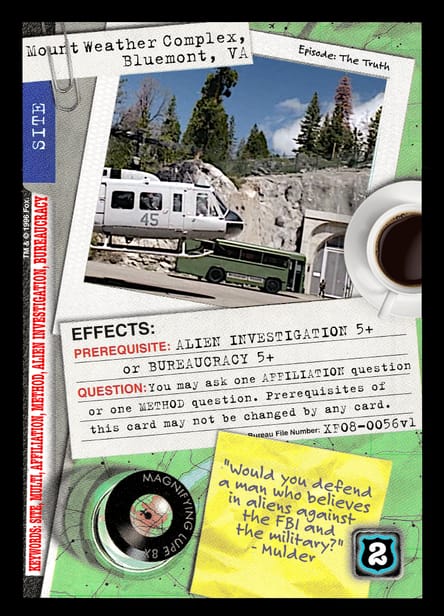 Mount Weather Complex,
Bluemont, VA
Episode: The Truth
SITE
TM & © 1996 Fox.
KEYWORDS: SITE, MULTI, AFFILIATION, METHOD, ALIEN INVESTIGATION, BUREAUCRACY
45
EFFECTS:
PREREQUISITE: ALIEN INVESTIGATION 5+
or BUREAUCRACY 5+
QUESTION: You may ask one AFFILIATION question
or one METHOD question. Prerequisites of
this card may not be changed by any card.
Bureau File Number: XF08-0056v1
MAGNIFYING LUPE 8X
"Would you defend
a man who believes
in aliens against
the FBI and
the military?"
- Mulder
2